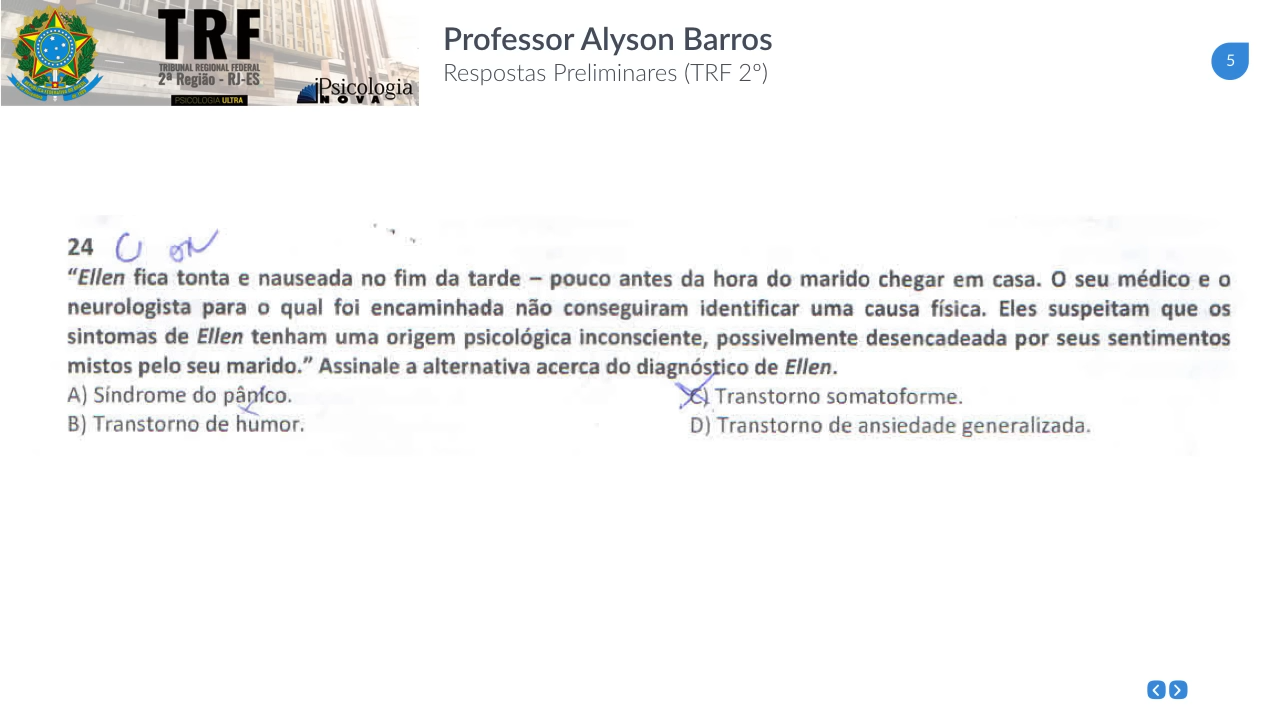 TRF
TRIBUNAL REGIONAL FEDERAL
2ª Região - RJ-ES
PSICOLOGIA ULTRA
Psicologia
NOVA
Professor Alyson Barros
Respostas Preliminares (TRF 2º)
5
24
“Ellen fica tonta e nauseada no fim da tarde – pouco antes da hora do marido chegar em casa. O seu médico e o
neurologista para o qual foi encaminhada não conseguiram identificar uma causa física. Eles suspeitam que os
sintomas de Ellen tenham uma origem psicológica inconsciente, possivelmente desencadeada por seus sentimentos
mistos pelo seu marido.” Assinale a alternativa acerca do diagnóstico de Ellen.
A) Síndrome do pânico.
B) Transtorno de humor.
C) Transtorno somatoforme.
D) Transtorno de ansiedade generalizada.